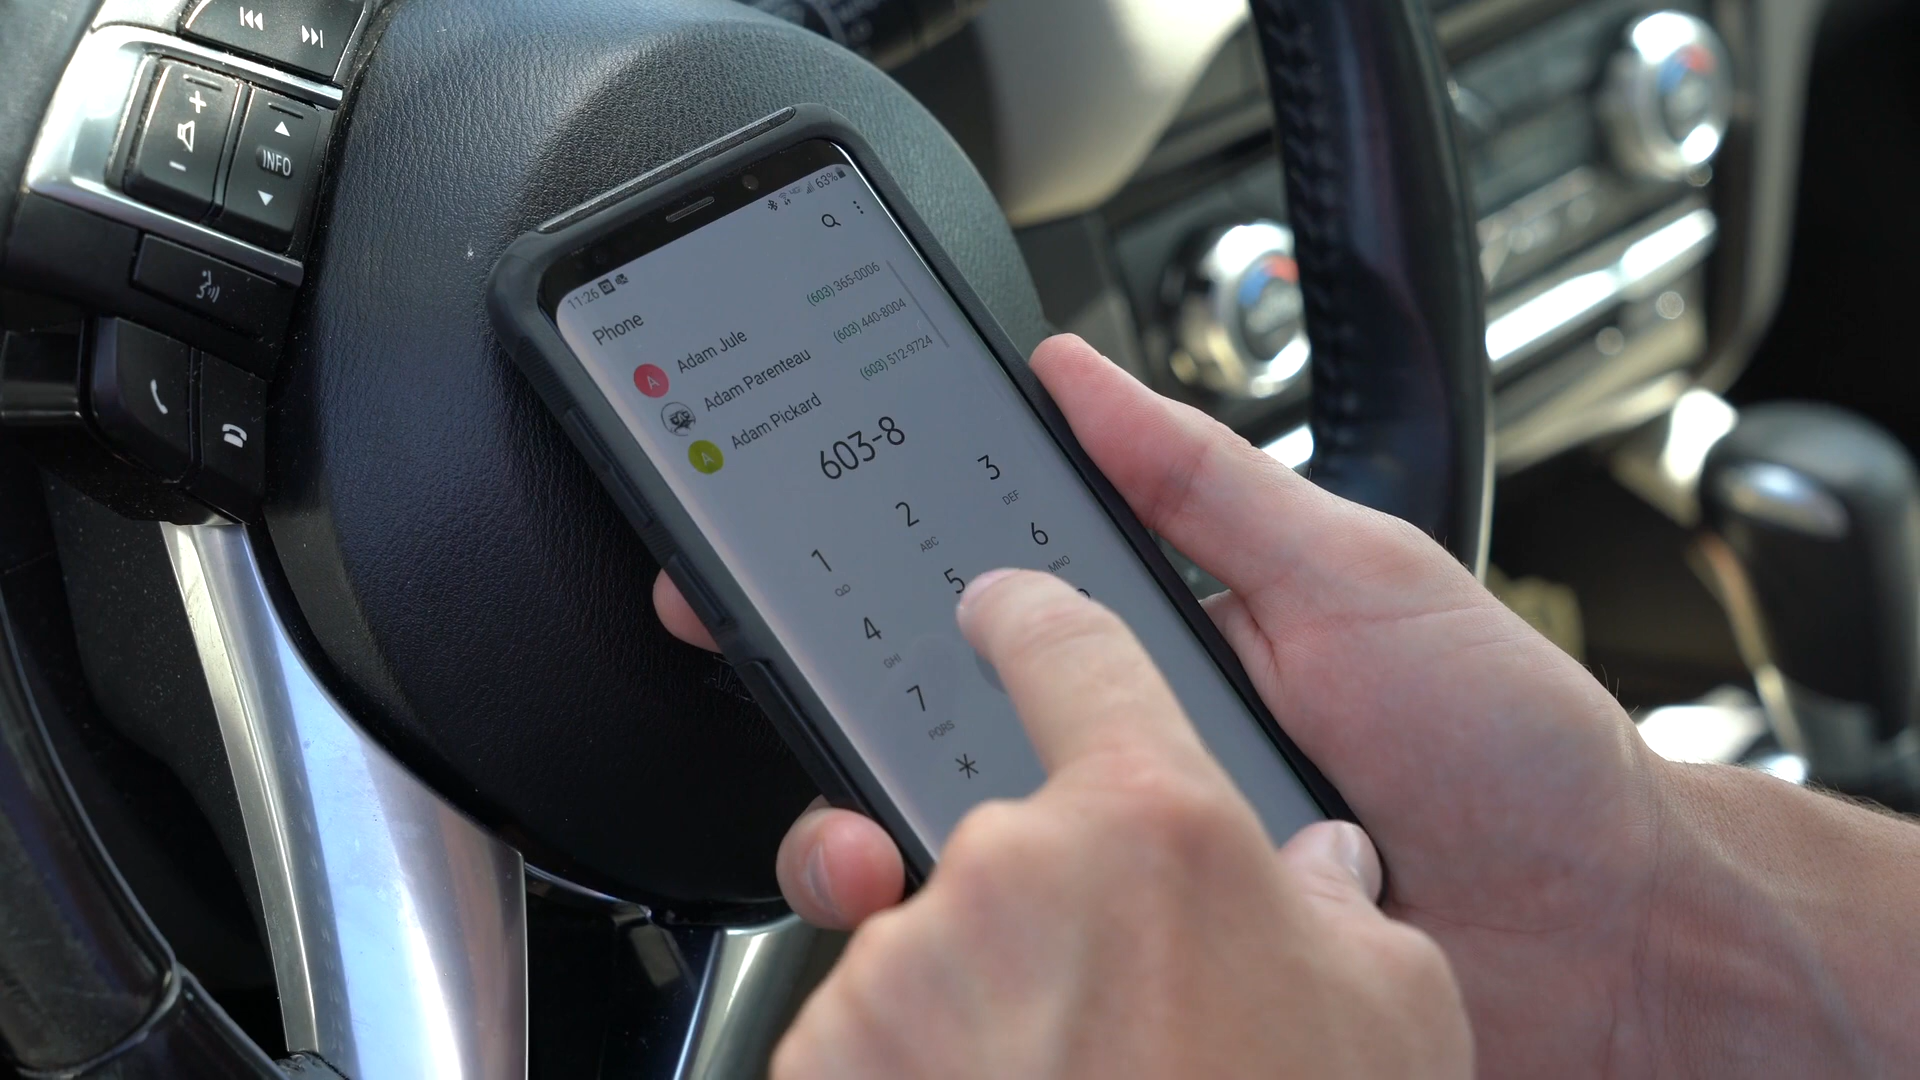 +
-
INFO
11:26
63%
Phone
Adam Jule (603) 365-0006
Adam Parenteau (603) 440-8004
Adam Pickard (603) 512-9724
603-8
1 2 3
ABC DEF
4 5 6
GHI MNO
7
PQRS
*